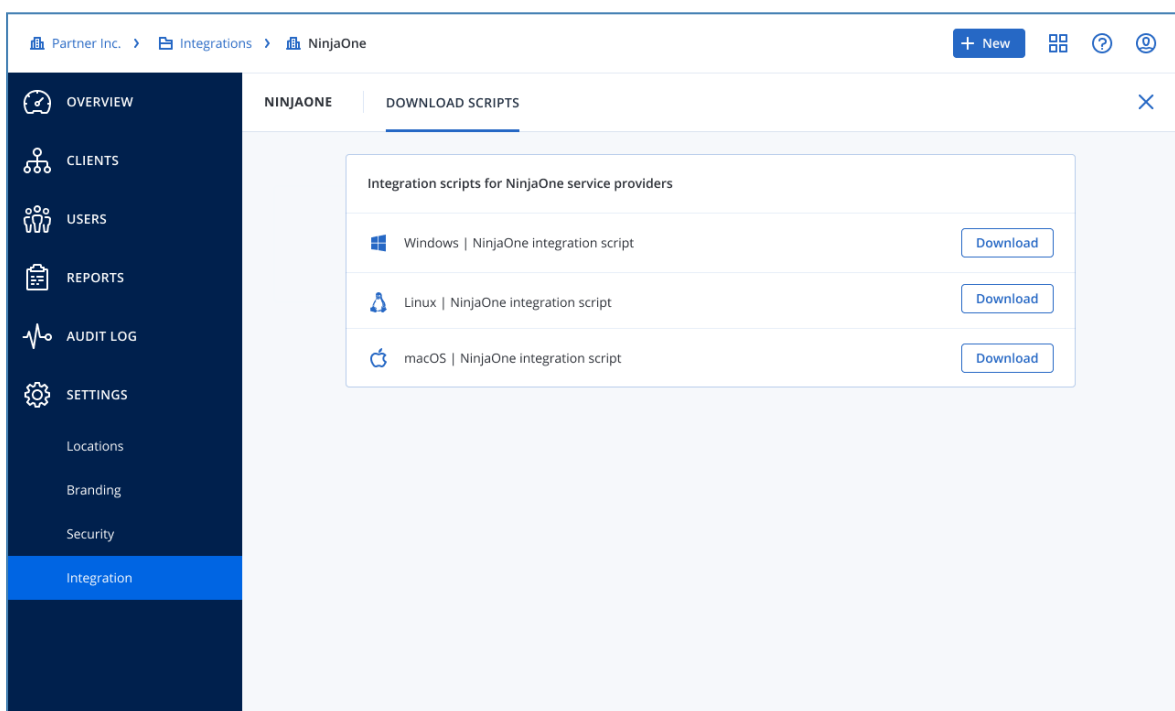 Partner Inc. > Integrations > NinjaOne
+ New
OVERVIEW
CLIENTS
USERS
REPORTS
AUDIT LOG
SETTINGS
Locations
Branding
Security
Integration
NINJAONE
DOWNLOAD SCRIPTS
Integration scripts for NinjaOne service providers
Windows | NinjaOne integration script
Download
Linux | NinjaOne integration script
Download
macOS | NinjaOne integration script
Download